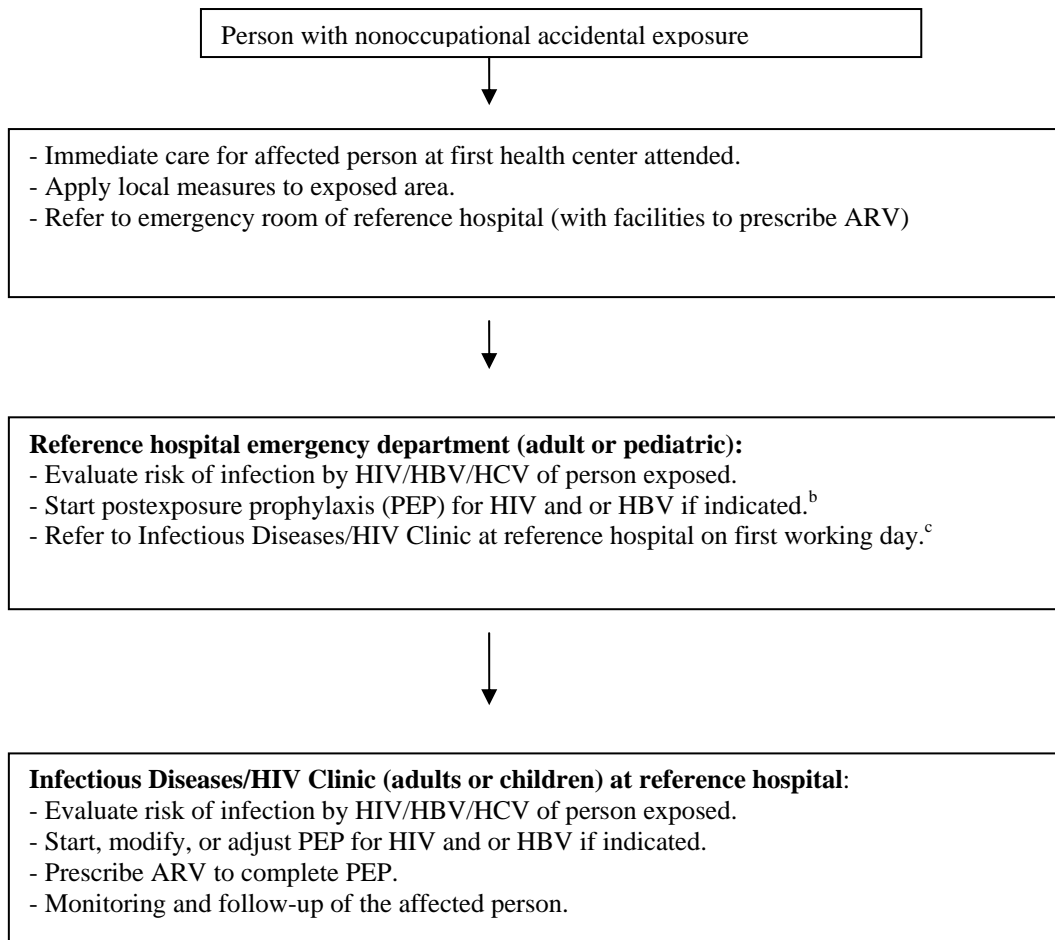 Person with nonoccupational accidental exposure
- Immediate care for affected person at first health center attended.
- Apply local measures to exposed area.
- Refer to emergency room of reference hospital (with facilities to prescribe ARV)
Reference hospital emergency department (adult or pediatric):
- Evaluate risk of infection by HIV/HBV/HCV of person exposed.
- Start postexposure prophylaxis (PEP) for HIV and or HBV if indicated.b
- Refer to Infectious Diseases/HIV Clinic at reference hospital on first working day.c
Infectious Diseases/HIV Clinic (adults or children) at reference hospital:
- Evaluate risk of infection by HIV/HBV/HCV of person exposed.
- Start, modify, or adjust PEP for HIV and or HBV if indicated.
- Prescribe ARV to complete PEP.
- Monitoring and follow-up of the affected person.